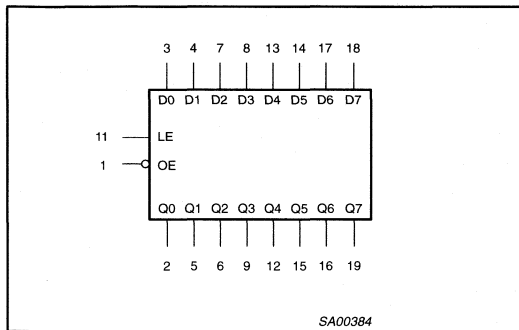 3 4 7 8 13 14 17 18
D0 D1 D2 D3 D4 D5 D6 D7
11 LE
1 OE
Q0 Q1 Q2 Q3 Q4 Q5 Q6 Q7
2 5 6 9 12 15 16 19
SA00384